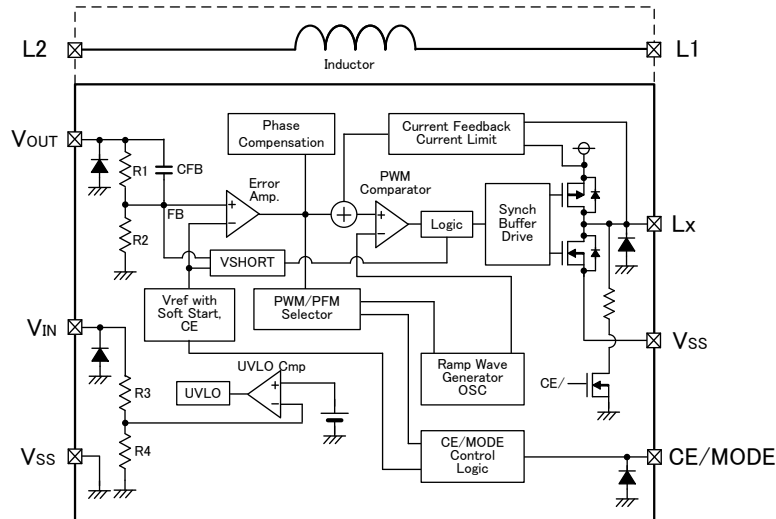 L2
L1
Inductor
VOUT
R1
CFB
R2
FB
Phase
Compensation
Current Feedback
Current Limit
Error
Amp.
PWM
Comparator
+
−
+
+
−
Logic
Synch
Buffer
Drive
Lx
VSHORT
Vref with
Soft Start,
CE
PWM/PFM
Selector
VIN
VSS
UVLO Cmp
UVLO
+
−
R3
R4
Ramp Wave
Generator
OSC
CE/
VSS
CE/MODE
Control
Logic
CE/MODE